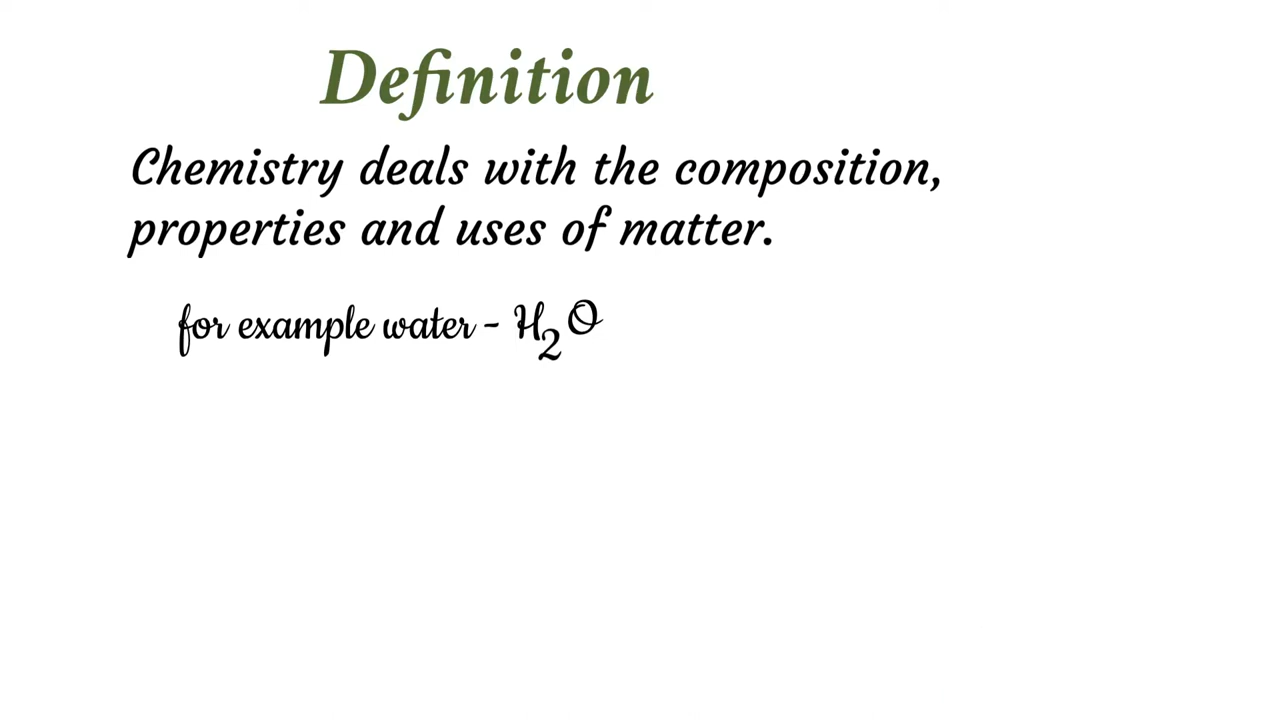 Definition
Chemistry deals with the composition,
properties and uses of matter.
for example water - H₂O